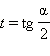 t = tg α/2